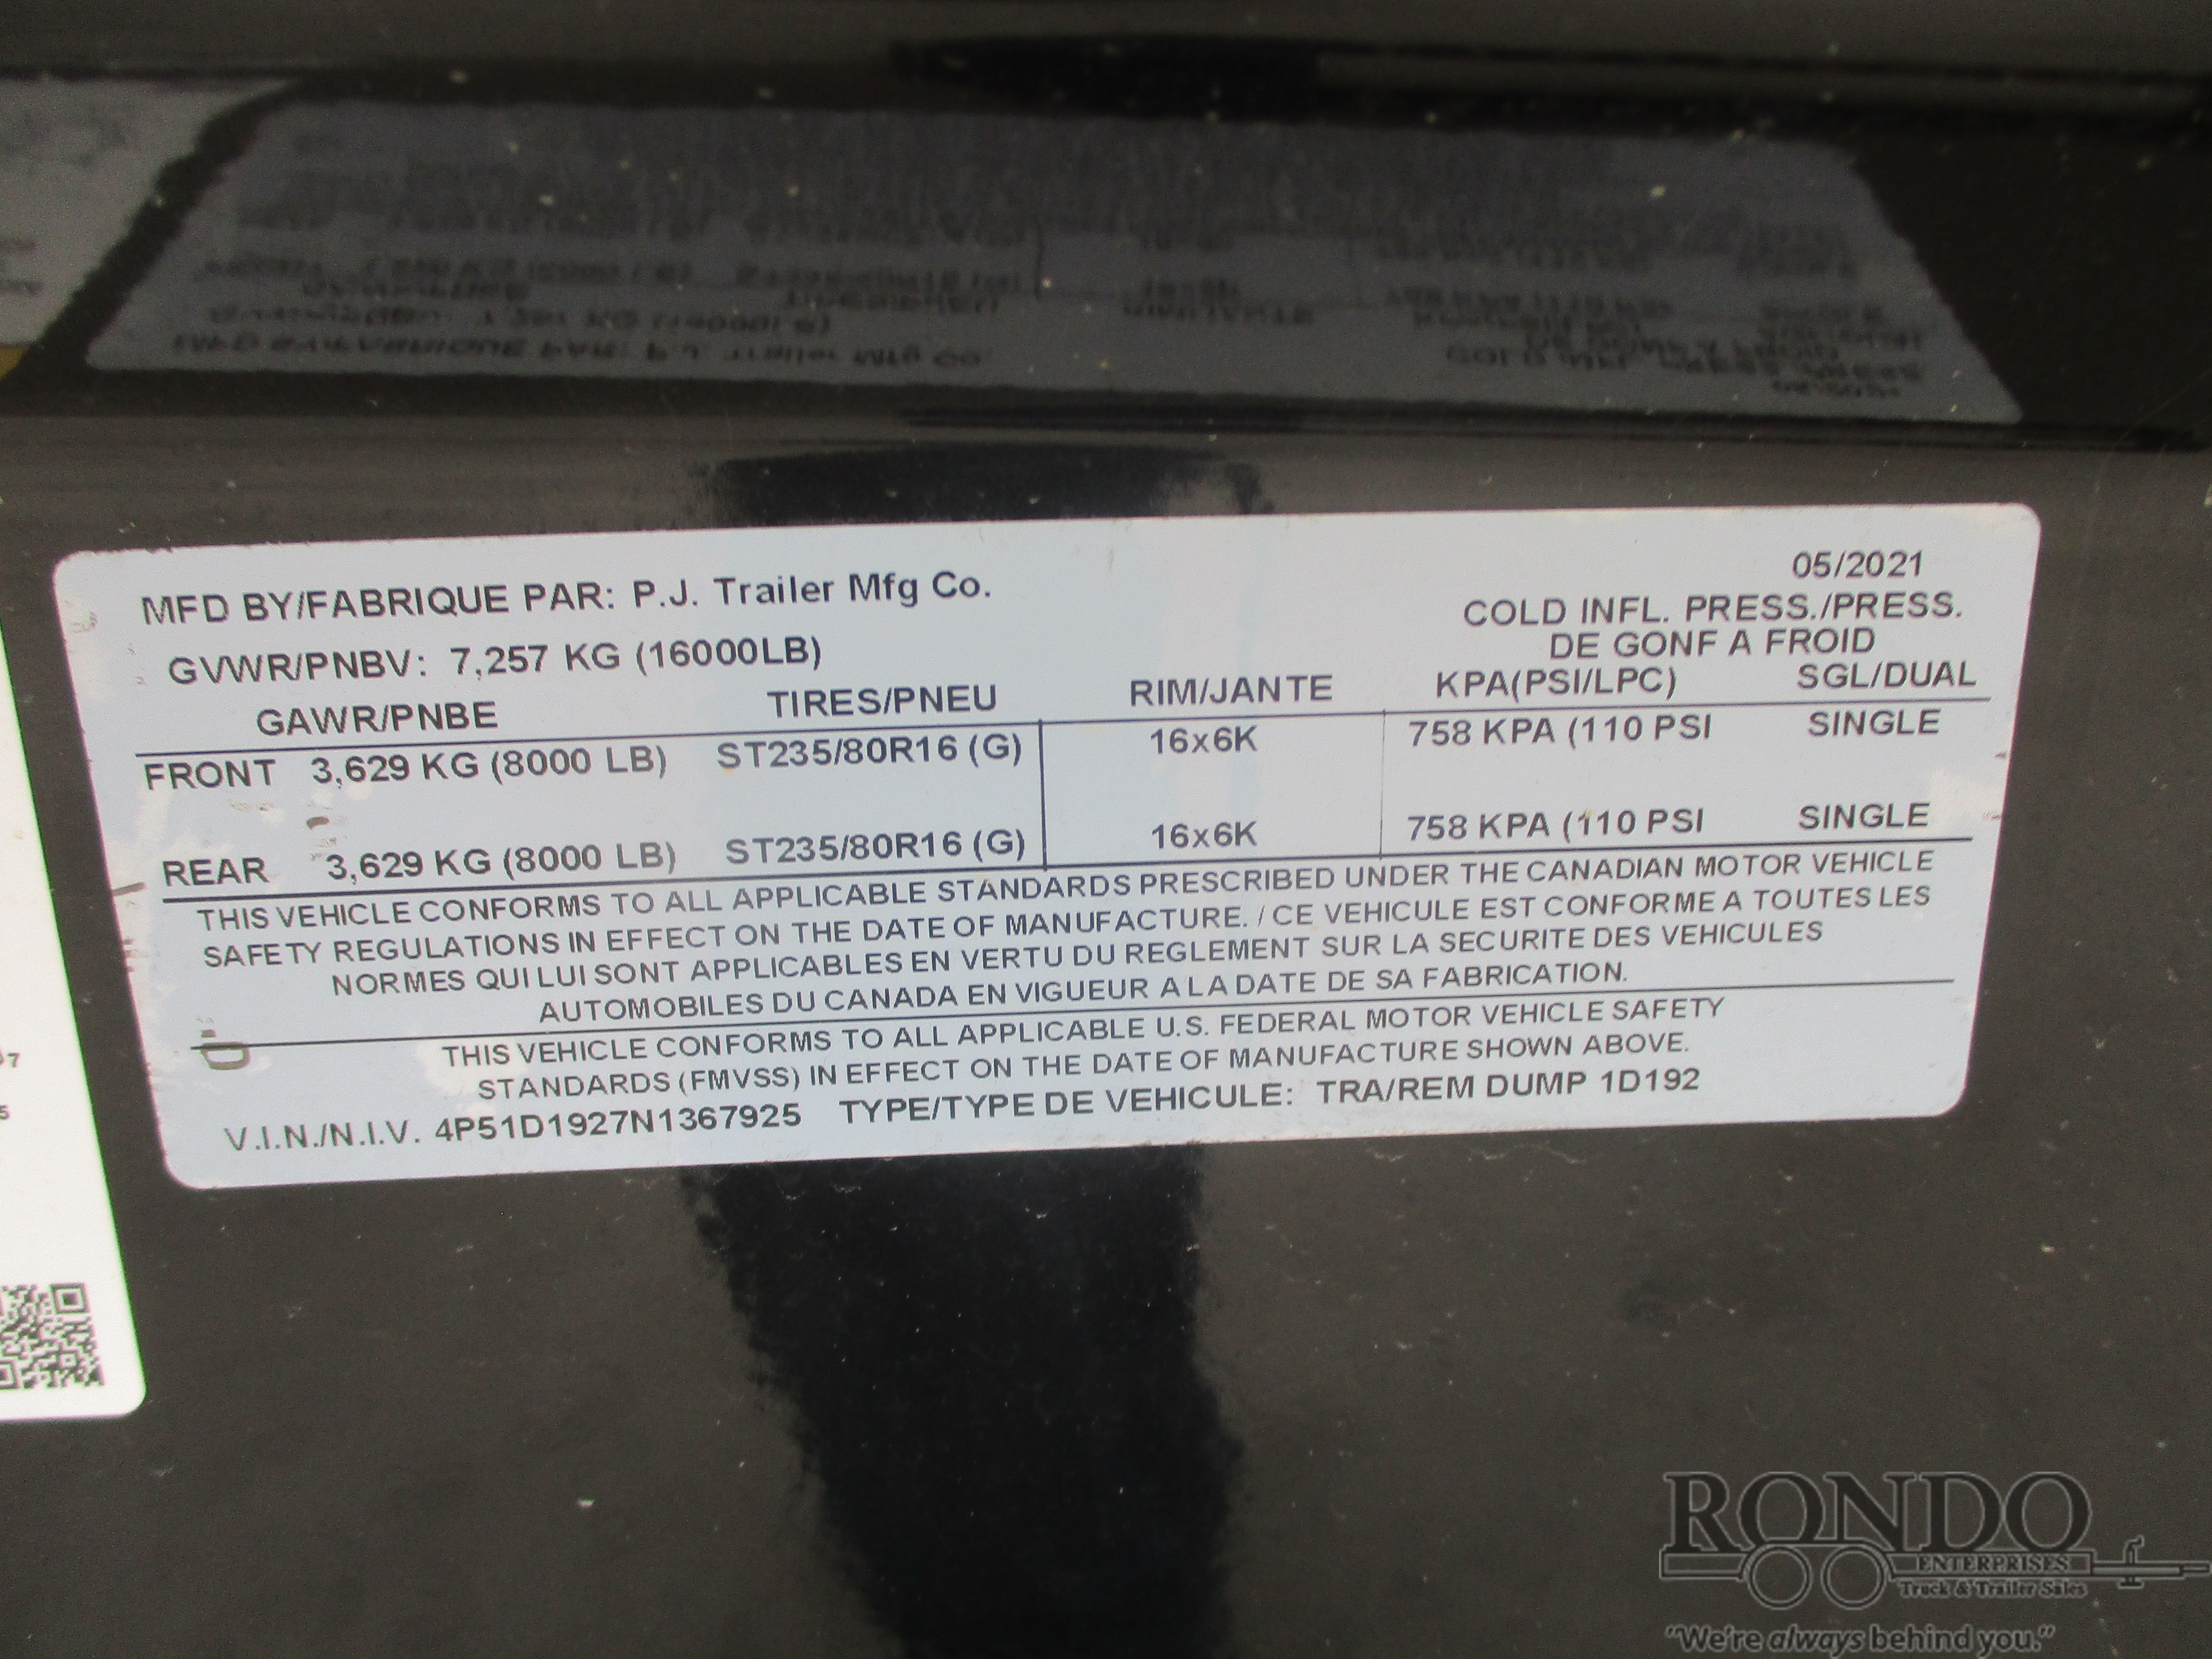 05/2021
MFD BY/FABRIQUE PAR: P.J. Trailer Mfg Co.
COLD INFL. PRESS./PRESS.
DE GONF A FROID
GVWR/PNBV: 7,257 KG (16000LB)
GAWR/PNBE TIRES/PNEU RIM/JANTE KPA(PSI/LPC) SGL/DUAL
FRONT 3,629 KG (8000 LB) ST235/80R16 (G) 16x6K 758 KPA (110 PSI SINGLE
REAR 3,629 KG (8000 LB) ST235/80R16 (G) 16x6K 758 KPA (110 PSI SINGLE
THIS VEHICLE CONFORMS TO ALL APPLICABLE STANDARDS PRESCRIBED UNDER THE CANADIAN MOTOR VEHICLE
SAFETY REGULATIONS IN EFFECT ON THE DATE OF MANUFACTURE. / CE VEHICULE EST CONFORME A TOUTES LES
NORMES QUI LUI SONT APPLICABLES EN VERTU DU REGLEMENT SUR LA SECURITE DES VEHICULES
AUTOMOBILES DU CANADA EN VIGUEUR A LA DATE DE SA FABRICATION.
THIS VEHICLE CONFORMS TO ALL APPLICABLE U.S. FEDERAL MOTOR VEHICLE SAFETY
STANDARDS (FMVSS) IN EFFECT ON THE DATE OF MANUFACTURE SHOWN ABOVE.
V.I.N./N.I.V. 4P51D1927N1367925 TYPE/TYPE DE VEHICULE: TRA/REM DUMP 1D192
7
5
RONDO
ENTERPRISES
Truck & Trailer Sales
"We're always behind you."